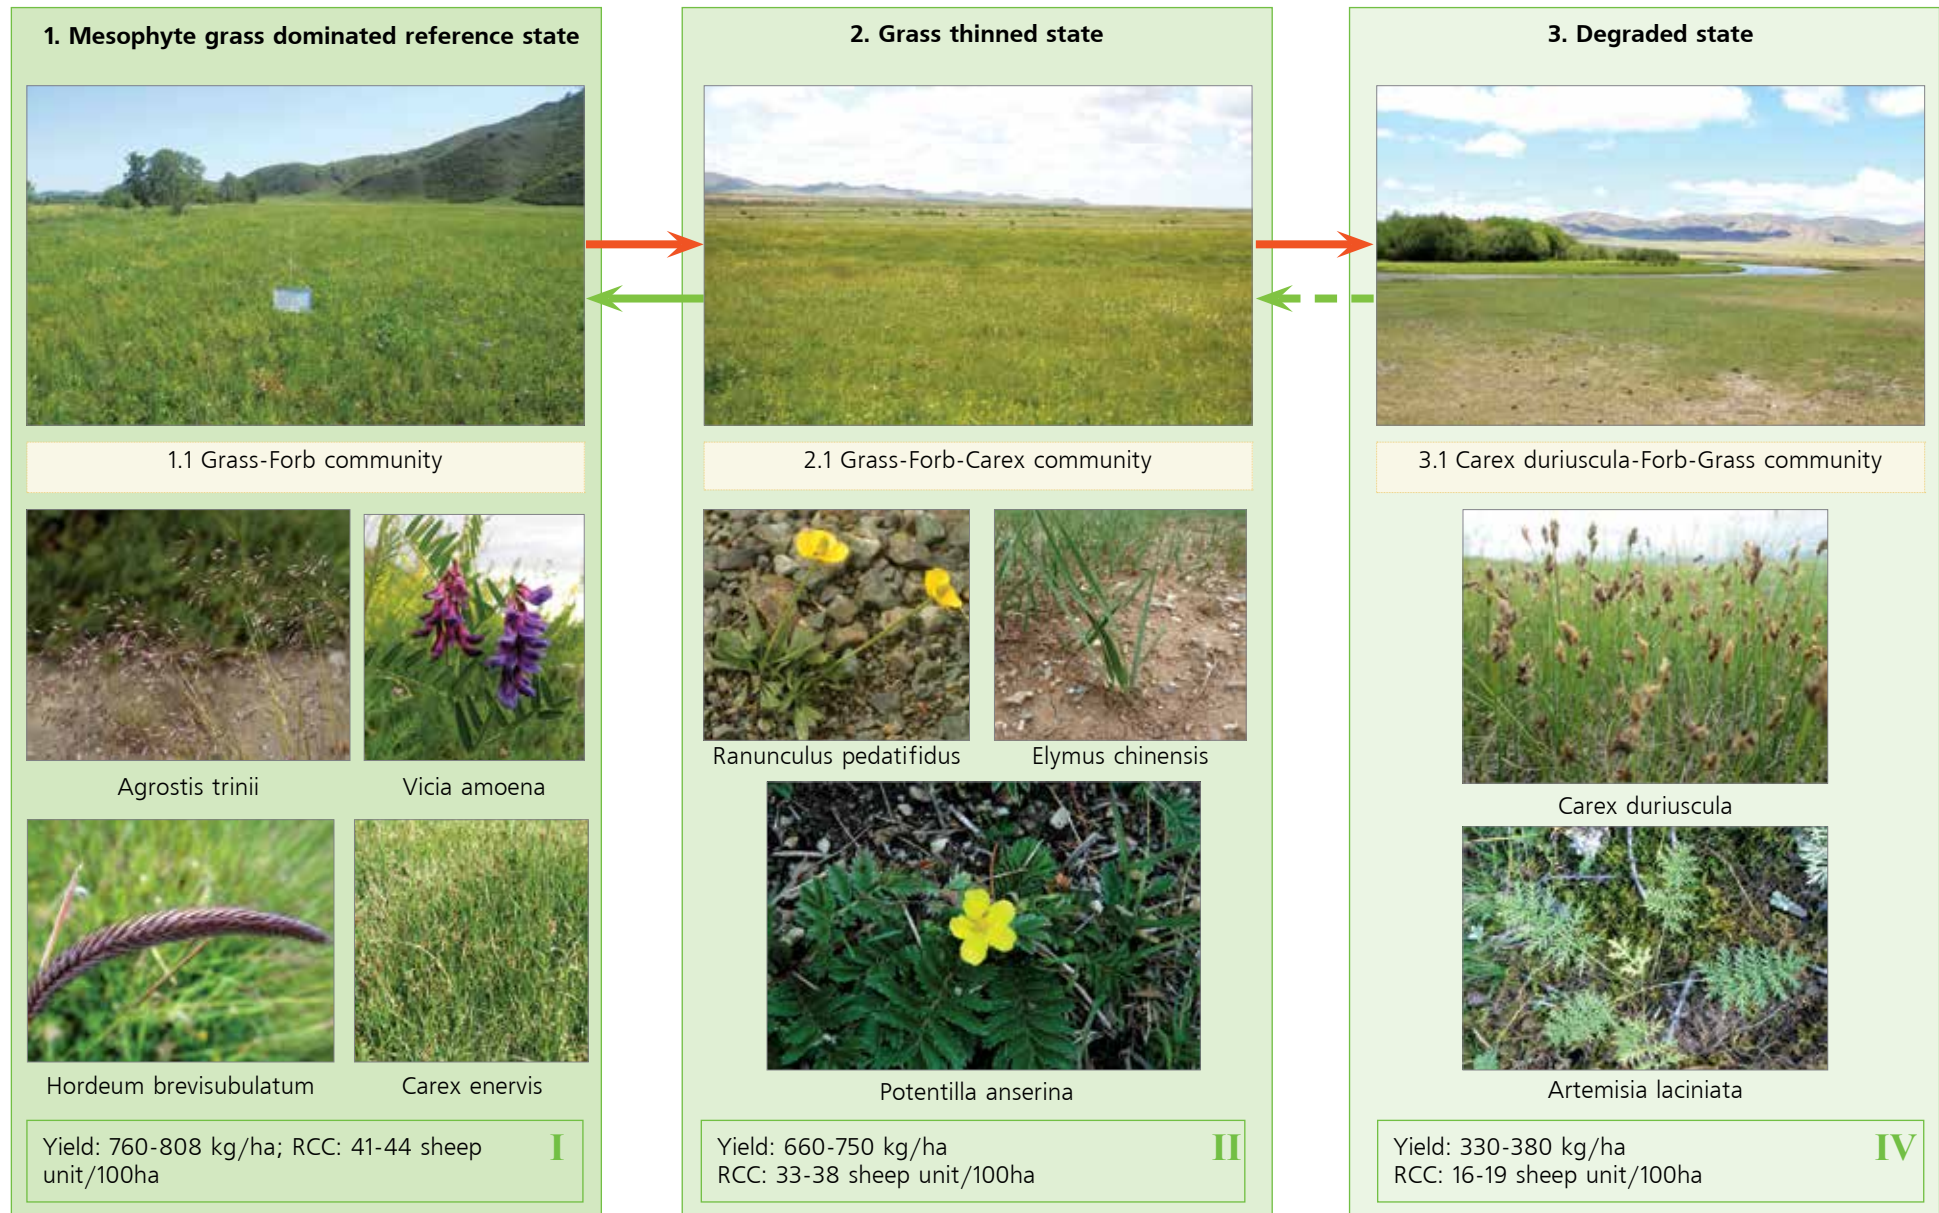 1. Mesophyte grass dominated reference state
1.1 Grass-Forb community
Agrostis trinii
Vicia amoena
Hordeum brevisubulatum
Carex enervis
Yield: 760-808 kg/ha; RCC: 41-44 sheep
unit/100ha
I
2. Grass thinned state
2.1 Grass-Forb-Carex community
Ranunculus pedatifidus
Elymus chinensis
Potentilla anserina
Yield: 660-750 kg/ha
RCC: 33-38 sheep unit/100ha
II
3. Degraded state
3.1 Carex duriuscula-Forb-Grass community
Carex duriuscula
Artemisia laciniata
Yield: 330-380 kg/ha
RCC: 16-19 sheep unit/100ha
IV